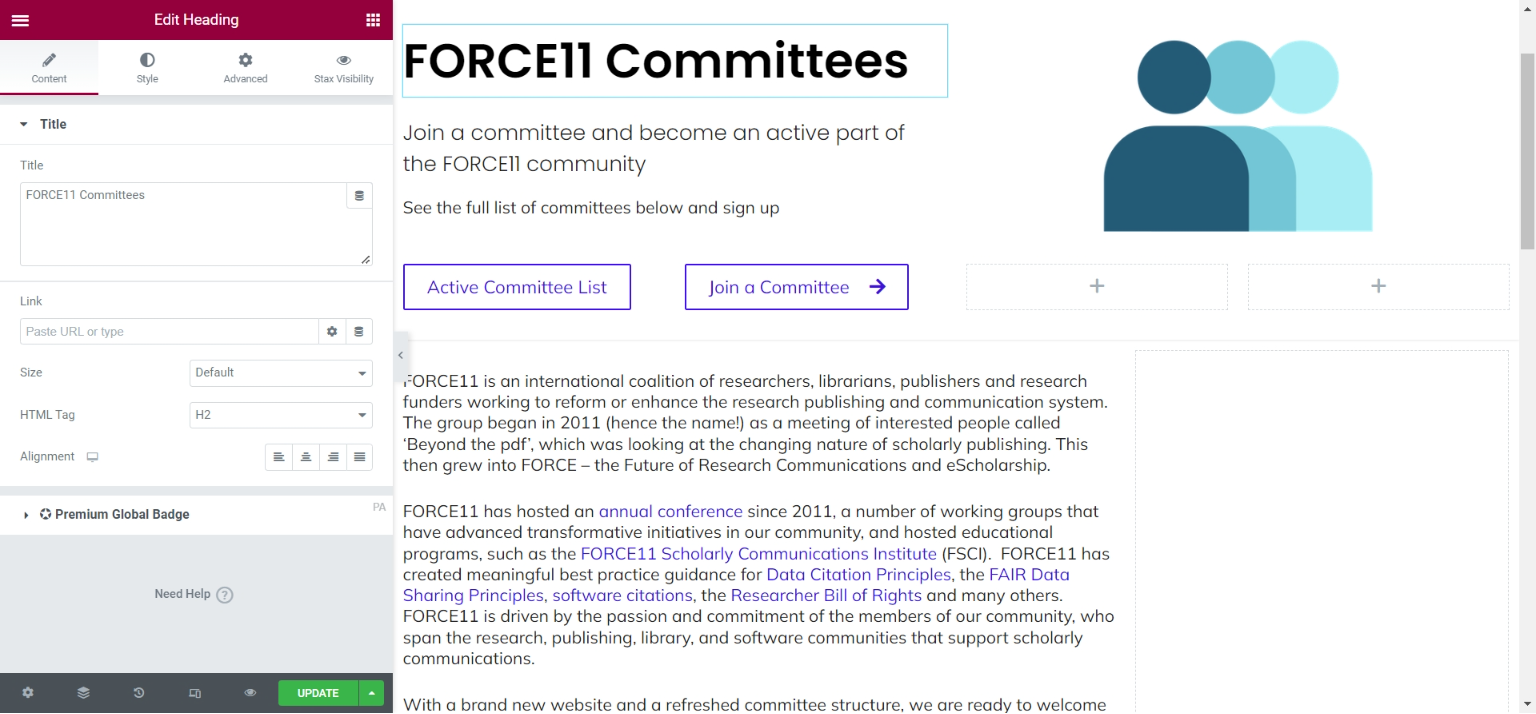 Edit Heading
Content
Style
Advanced
Stax Visibility
Title
Title
FORCE11 Committees
Link
Paste URL or type
Size
Default
HTML Tag
H2
Alignment
Premium Global Badge
PA
Need Help ?
UPDATE
FORCE11 Committees
Join a committee and become an active part of
the FORCE11 community
See the full list of committees below and sign up
Active Committee List
Join a Committee
FORCE11 is an international coalition of researchers, librarians, publishers and research
funders working to reform or enhance the research publishing and communication system.
The group began in 2011 (hence the name!) as a meeting of interested people called
‘Beyond the pdf’, which was looking at the changing nature of scholarly publishing. This
then grew into FORCE – the Future of Research Communications and eScholarship.
FORCE11 has hosted an annual conference since 2011, a number of working groups that
have advanced transformative initiatives in our community, and hosted educational
programs, such as the FORCE11 Scholarly Communications Institute (FSCI).  FORCE11 has
created meaningful best practice guidance for Data Citation Principles, the FAIR Data
Sharing Principles, software citations, the Researcher Bill of Rights and many others.
FORCE11 is driven by the passion and commitment of the members of our community, who
span the research, publishing, library, and software communities that support scholarly
communications.
With a brand new website and a refreshed committee structure, we are ready to welcome